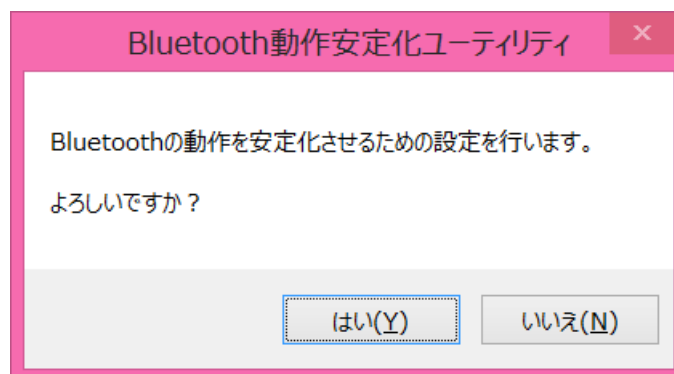 Bluetooth動作安定化ユーティリティ
Bluetoothの動作を安定化させるための設定を行います。
よろしいですか？
はい(Y)
いいえ(N)